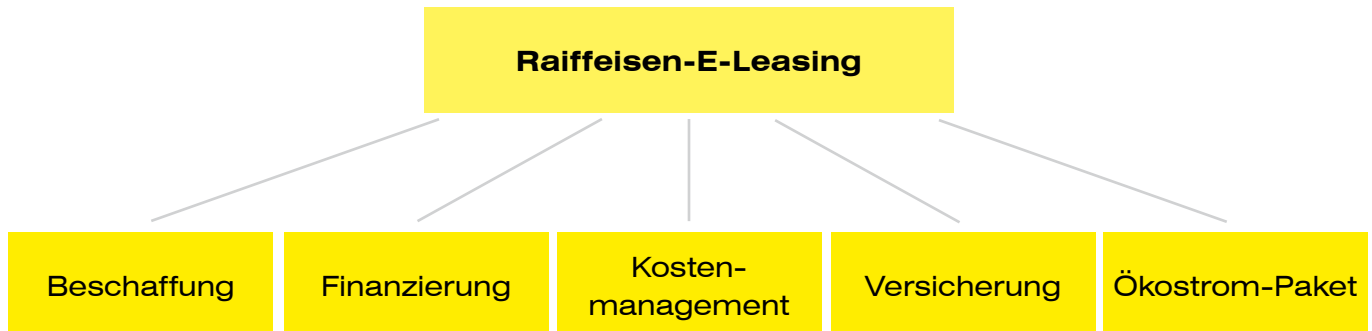 Raiffeisen-E-Leasing
Beschaffung
Finanzierung
Kosten-
management
Versicherung
Ökostrom-Paket